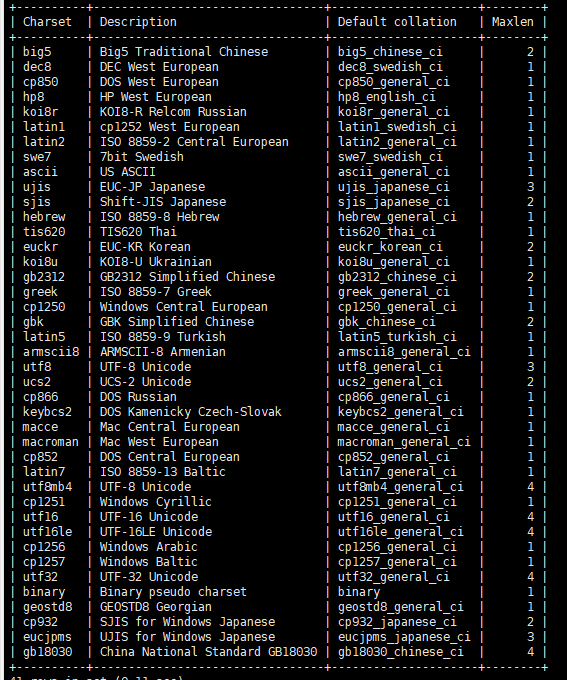 +----------+---------------------------------+---------------------+--------+
| Charset  | Description                     | Default collation   | Maxlen |
+----------+---------------------------------+---------------------+--------+
| big5     | Big5 Traditional Chinese        | big5_chinese_ci     |      2 |
| dec8     | DEC West European               | dec8_swedish_ci     |      1 |
| cp850    | DOS West European               | cp850_general_ci    |      1 |
| hp8      | HP West European                | hp8_english_ci      |      1 |
| koi8r    | KOI8-R Relcom Russian           | koi8r_general_ci    |      1 |
| latin1   | cp1252 West European            | latin1_swedish_ci   |      1 |
| latin2   | ISO 8859-2 Central European     | latin2_general_ci   |      1 |
| swe7     | 7bit Swedish                    | swe7_swedish_ci     |      1 |
| ascii    | US ASCII                        | ascii_general_ci    |      1 |
| ujis     | EUC-JP Japanese                 | ujis_japanese_ci    |      3 |
| sjis     | Shift-JIS Japanese              | sjis_japanese_ci    |      2 |
| hebrew   | ISO 8859-8 Hebrew               | hebrew_general_ci   |      1 |
| tis620   | TIS620 Thai                     | tis620_thai_ci      |      1 |
| euckr    | EUC-KR Korean                   | euckr_korean_ci     |      2 |
| koi8u    | KOI8-U Ukrainian                | koi8u_general_ci    |      1 |
| gb2312   | GB2312 Simplified Chinese       | gb2312_chinese_ci   |      2 |
| greek    | ISO 8859-7 Greek                | greek_general_ci    |      1 |
| cp1250   | Windows Central European        | cp1250_general_ci   |      1 |
| gbk      | GBK Simplified Chinese          | gbk_chinese_ci      |      2 |
| latin5   | ISO 8859-9 Turkish              | latin5_turkish_ci   |      1 |
| armscii8 | ARMSCII-8 Armenian              | armscii8_general_ci |      1 |
| utf8     | UTF-8 Unicode                   | utf8_general_ci     |      3 |
| ucs2     | UCS-2 Unicode                   | ucs2_general_ci     |      2 |
| cp866    | DOS Russian                     | cp866_general_ci    |      1 |
| keybcs2  | DOS Kamenicky Czech-Slovak      | keybcs2_general_ci  |      1 |
| macce    | Mac Central European            | macce_general_ci    |      1 |
| macroman | Mac West European               | macroman_general_ci |      1 |
| cp852    | DOS Central European            | cp852_general_ci    |      1 |
| latin7   | ISO 8859-13 Baltic              | latin7_general_ci   |      1 |
| utf8mb4  | UTF-8 Unicode                   | utf8mb4_general_ci  |      4 |
| cp1251   | Windows Cyrillic                | cp1251_general_ci   |      1 |
| utf16    | UTF-16 Unicode                  | utf16_general_ci    |      4 |
| utf16le  | UTF-16LE Unicode                | utf16le_general_ci  |      4 |
| cp1256   | Windows Arabic                  | cp1256_general_ci   |      1 |
| cp1257   | Windows Baltic                  | cp1257_general_ci   |      1 |
| utf32    | UTF-32 Unicode                  | utf32_general_ci    |      4 |
| binary   | Binary pseudo charset           | binary              |      1 |
| geostd8  | GEOSTD8 Georgian                | geostd8_general_ci  |      1 |
| cp932    | SJIS for Windows Japanese       | cp932_japanese_ci   |      2 |
| eucjpms  | UJIS for Windows Japanese       | eucjpms_japanese_ci |      3 |
| gb18030  | China National Standard GB18030 | gb18030_chinese_ci  |      4 |
+----------+---------------------------------+---------------------+--------+